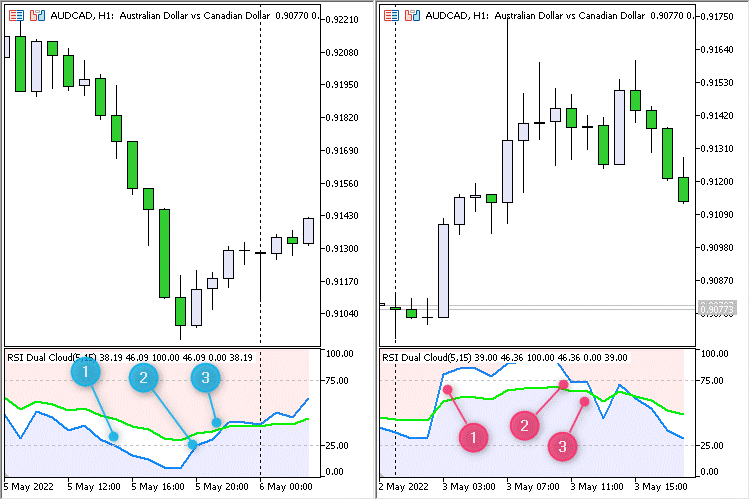 AUDCAD, H1: Australian Dollar vs Canadian Dollar 0.90770 0.
0.92210
0.92080
0.91950
0.91820
0.91690
0.91560
0.91430
0.91300
0.91170
0.91040
RSI Dual Cloud(5,15) 38.19 46.09 100.00 46.09 0.00 38.19
100.00
75.00
25.00
0.00
1
2
3
5 May 2022
5 May 12:00
5 May 16:00
5 May 20:00
6 May 00:00
AUDCAD, H1: Australian Dollar vs Canadian Dollar 0.90770 0.
0.91750
0.91640
0.91530
0.91420
0.91310
0.91200
0.91090
0.90980
0.90870
0.90773
RSI Dual Cloud(5,15) 39.00 46.36 100.00 46.36 0.00 39.00
100.00
75.00
25.00
0.00
1
2
3
2 May 2022
3 May 03:00
3 May 07:00
3 May 11:00
3 May 15:00